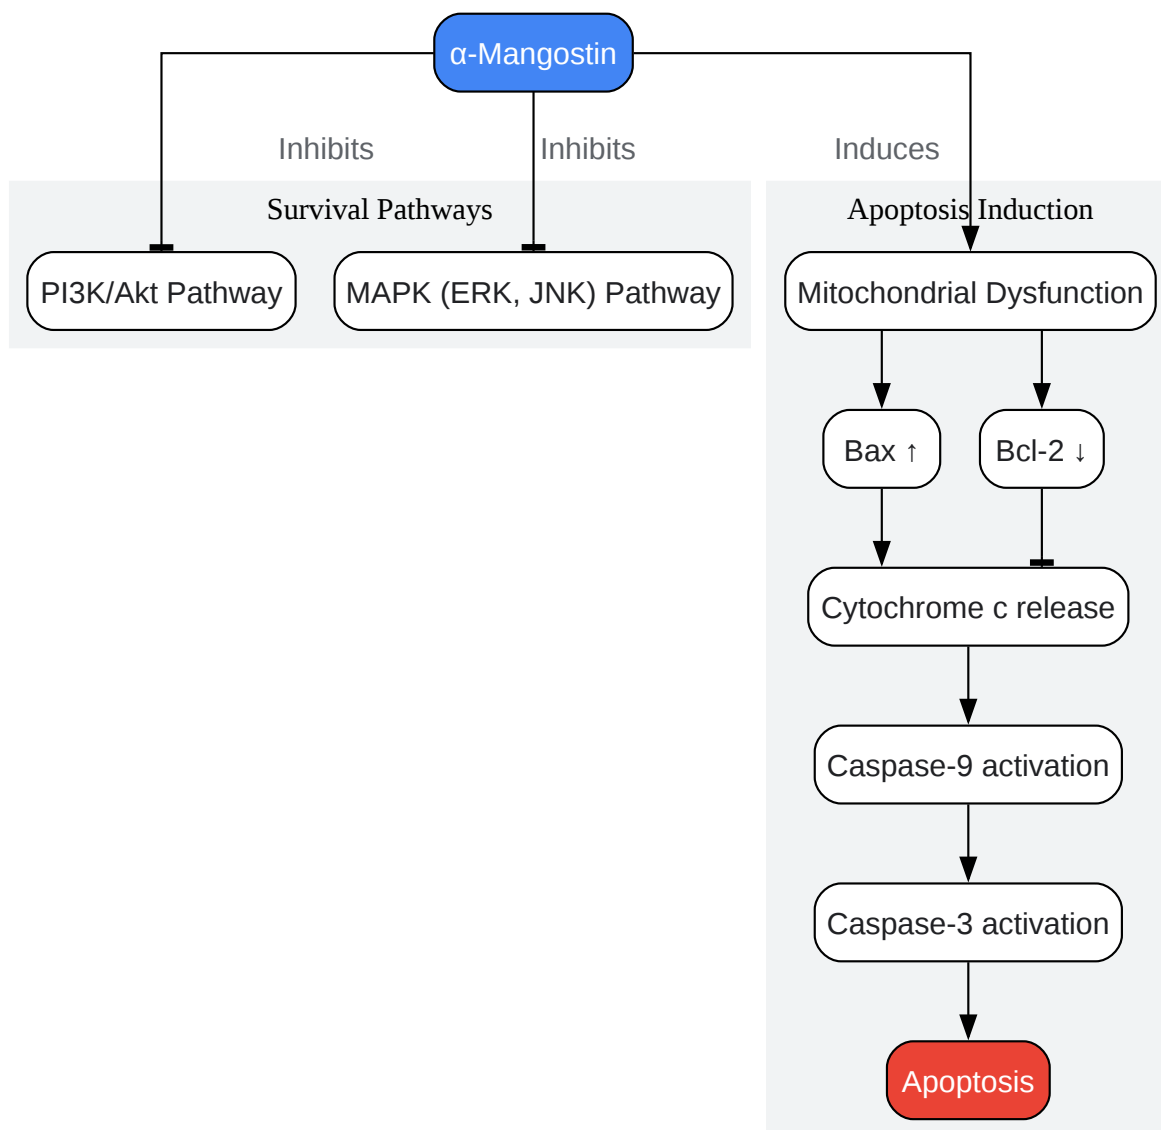 α-Mangostin
Inhibits
Inhibits
Induces
Survival Pathways
Apoptosis Induction
PI3K/Akt Pathway
MAPK (ERK, JNK) Pathway
Mitochondrial Dysfunction
Bax ↑
Bcl-2 ↓
Cytochrome c release
Caspase-9 activation
Caspase-3 activation
Apoptosis